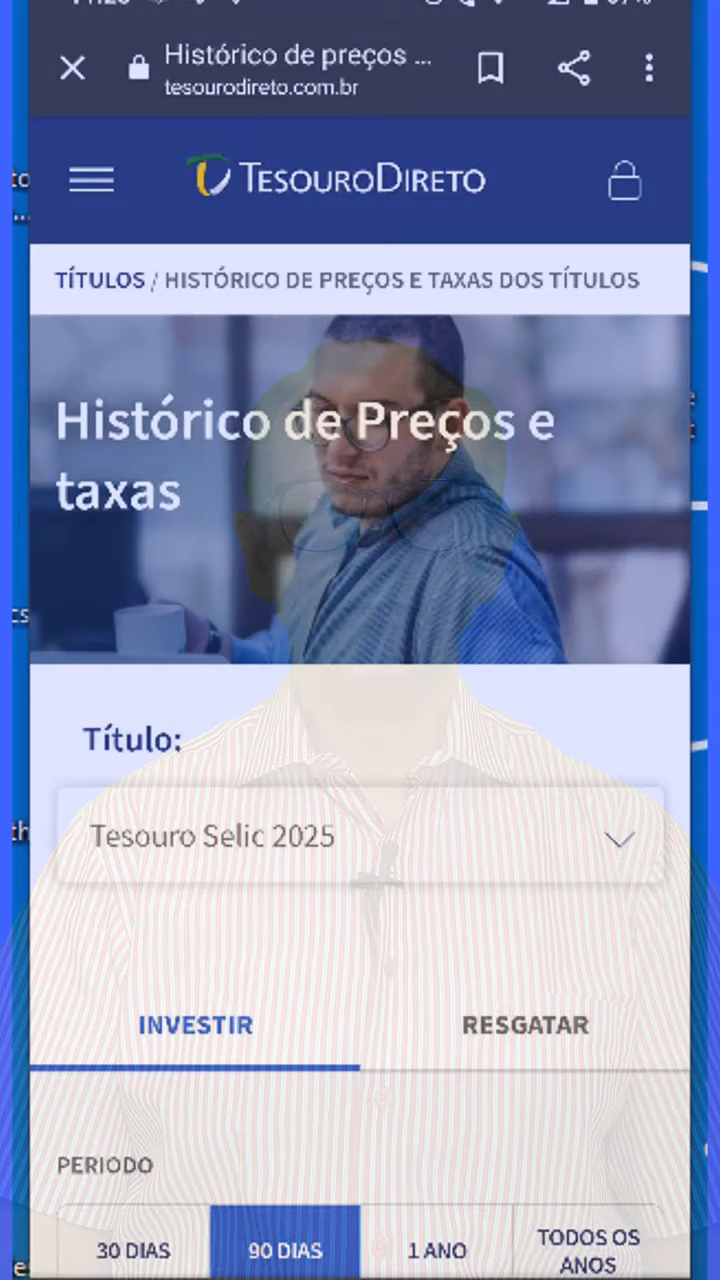 Histórico de preços ...
tesourodireto.com.br
TESOURODIRETO
TÍTULOS / HISTÓRICO DE PREÇOS E TAXAS DOS TÍTULOS
Histórico de Preços e
taxas
Título:
Tesouro Selic 2025
INVESTIR
RESGATAR
PERIODO
30 DIAS
90 DIAS
1 ANO
TODOS OS
ANOS